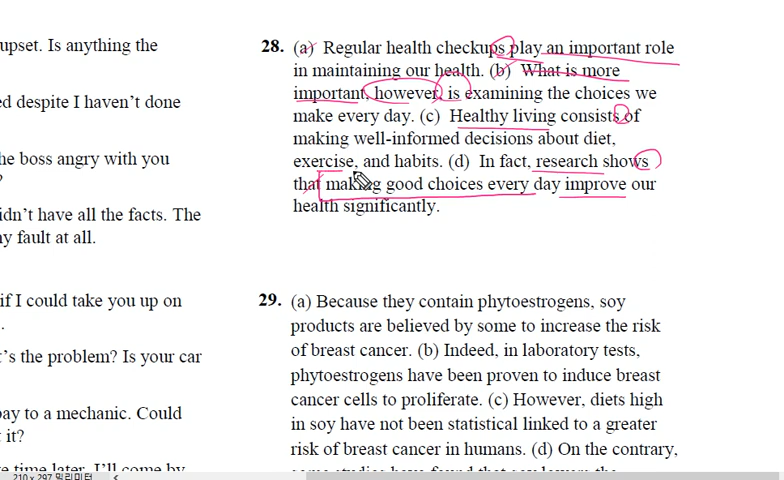 upset. Is anything the
ed despite I haven't done
he boss angry with you
?
idn't have all the facts. The
ny fault at all.
if I could take you up on
.
t's the problem? Is your car
pay to a mechanic. Could
it?
28. (a) Regular health checkups play an important role
in maintaining our health. (b) What is more
important, however, is examining the choices we
make every day. (c) Healthy living consists of
making well-informed decisions about diet,
exercise, and habits. (d) In fact, research shows
that making good choices every day improve our
health significantly.
29. (a) Because they contain phytoestrogens, soy
products are believed by some to increase the risk
of breast cancer. (b) Indeed, in laboratory tests,
phytoestrogens have been proven to induce breast
cancer cells to proliferate. (c) However, diets high
in soy have not been statistical linked to a greater
risk of breast cancer in humans. (d) On the contrary,
210 x 297 밀리미터